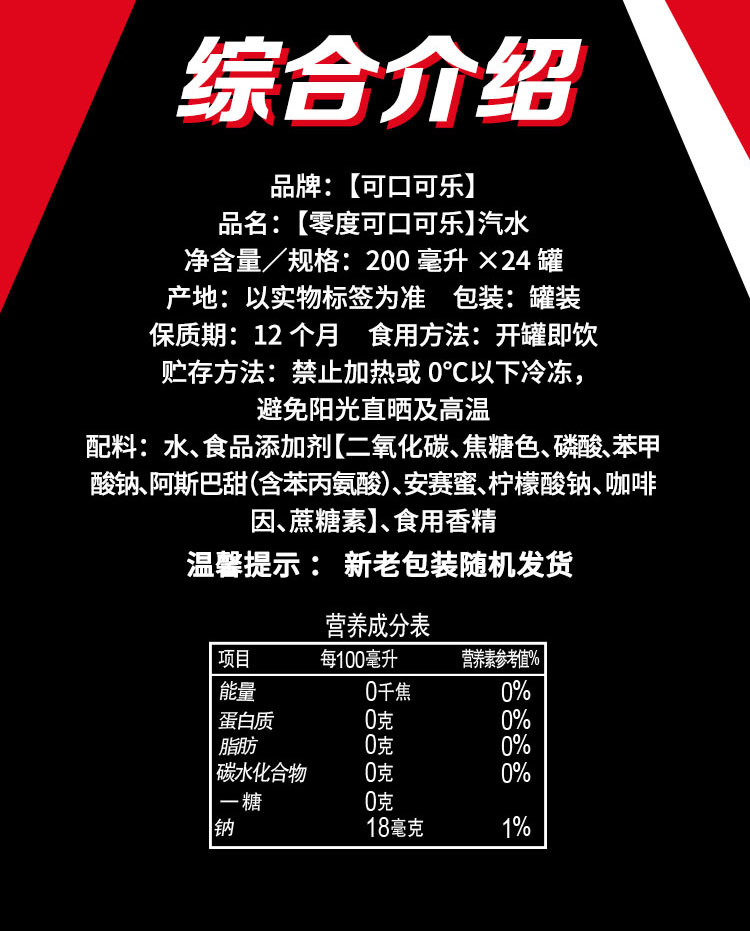 综合介绍
品牌：【可口可乐】
品名：【零度可口可乐】汽水
净含量／规格：200 毫升 ×24 罐
产地：以实物标签为准 包装：罐装
保质期：12 个月 食用方法：开罐即饮
贮存方法：禁止加热或 0℃以下冷冻，
避免阳光直晒及高温
配料：水、食品添加剂【二氧化碳、焦糖色、磷酸、苯甲
酸钠、阿斯巴甜（含苯丙氨酸）、安赛蜜、柠檬酸钠、咖啡
因、蔗糖素】、食用香精
温馨提示 ： 新老包装随机发货
营养成分表
项目 每100毫升 营养素参考值%
能量 0千焦 0%
蛋白质 0克 0%
脂肪 0克 0%
碳水化合物 0克 0%
一糖 0克
钠 18毫克 1%